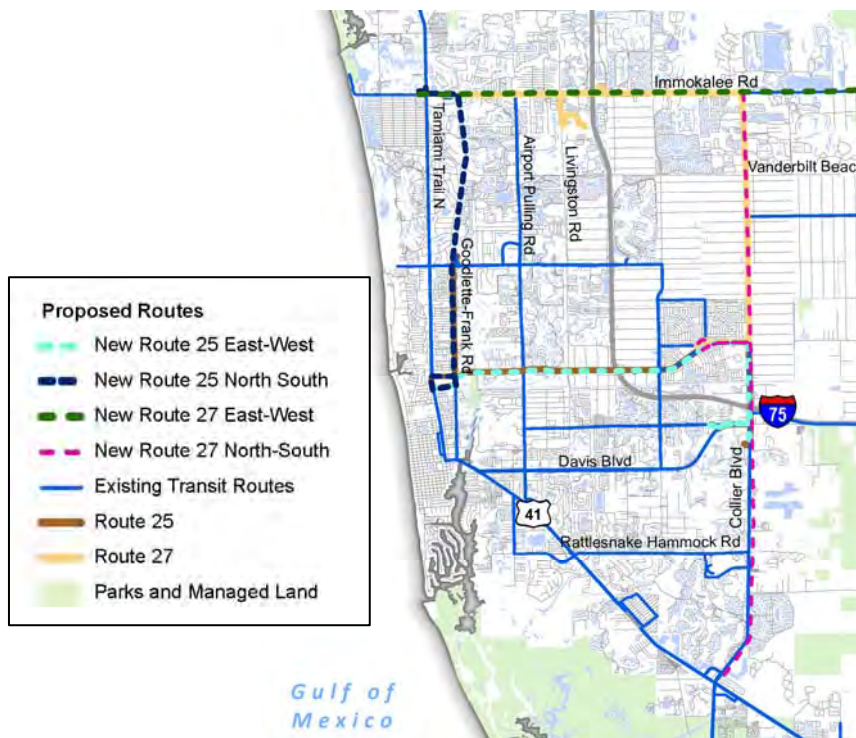 Immokalee Rd
Tamiami Trail N
Airport Pulling Rd
Livingston Rd
Vanderbilt Beac
Goodlette-Frank Rd
Proposed Routes
New Route 25 East-West
New Route 25 North South
New Route 27 East-West
New Route 27 North-South
Existing Transit Routes
Route 25
Route 27
Parks and Managed Land
75
Davis Blvd
Collier Blvd
41
Rattlesnake Hammock Rd
Gulf of
Mexico